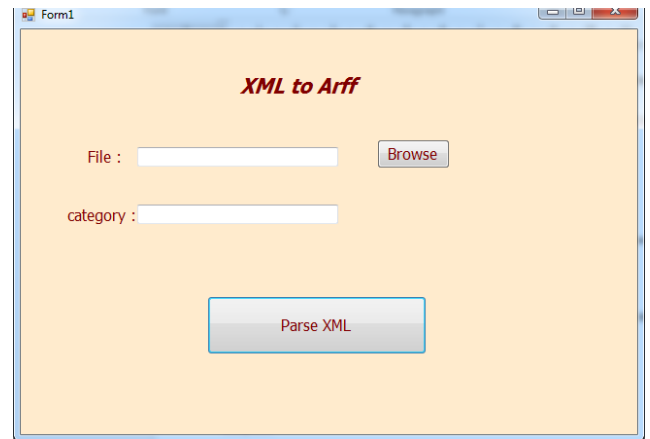 Form1
XML to Arff
File :
Browse
category :
Parse XML